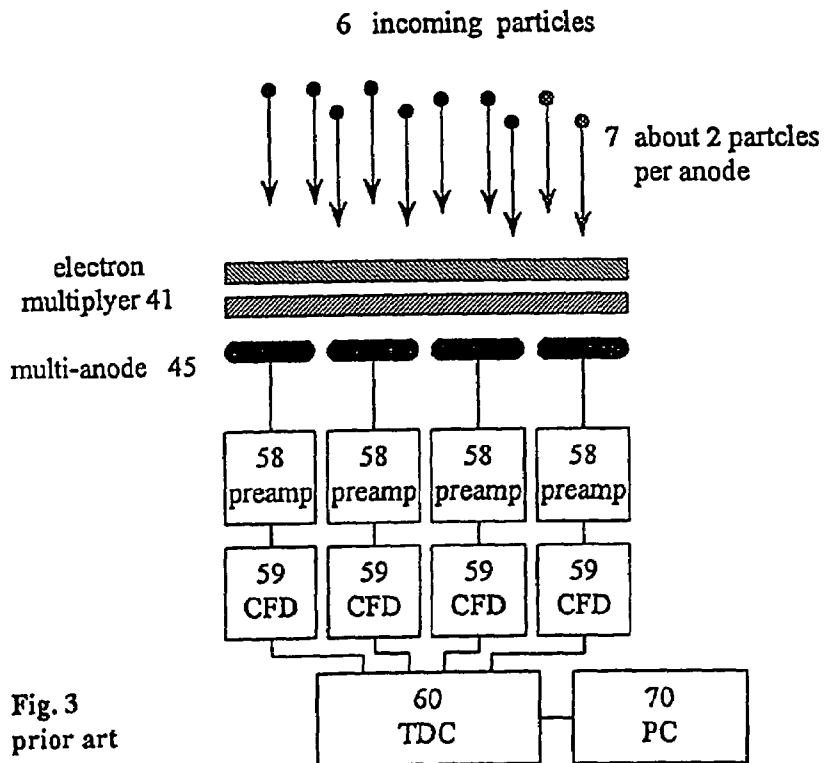 6 incoming particles
7 about 2 partcles
per anode
electron
multiplyer 41
multi-anode 45
58 58 58 58
preamp preamp preamp preamp
59 59 59 59
CFD CFD CFD CFD
60 70
TDC PC
Fig. 3
prior art